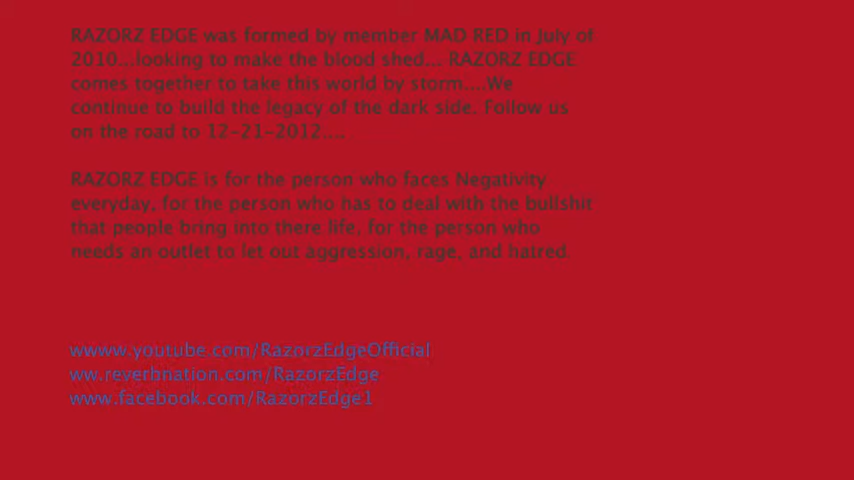 RAZORZ EDGE was formed by member MAD RED in July of
2010...looking to make the blood shed... RAZORZ EDGE
comes together to take this world by storm....We
continue to build the legacy of the dark side. Follow us
on the road to 12-21-2012....
RAZORZ EDGE is for the person who faces Negativity
everyday, for the person who has to deal with the bullshit
that people bring into there life, for the person who
needs an outlet to let out aggression, rage, and hatred.
wwww.youtube.com/RazorzEdgeOfficial
ww.reverbnation.com/RazorzEdge
www.facebook.com/RazorzEdge1